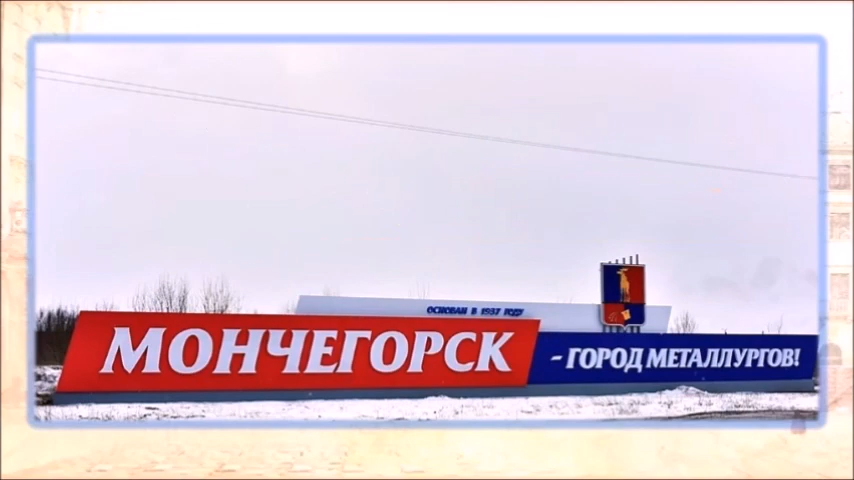 ОСНОВАН В 1937 ГОДУ
МОНЧЕГОРСК
- ГОРОД МЕТАЛЛУРГОВ!